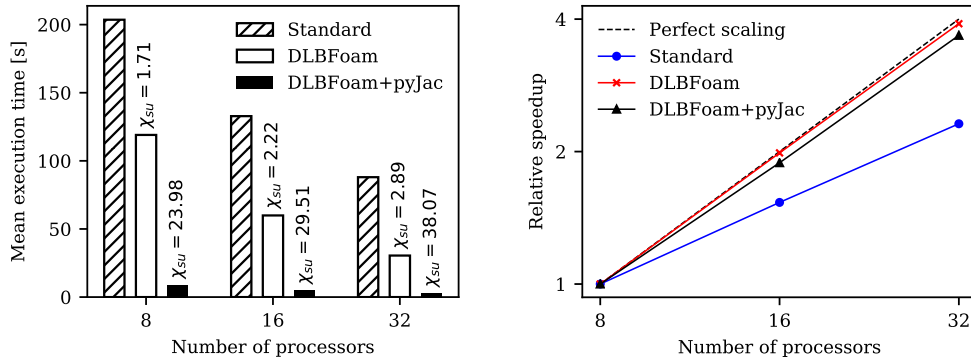 Mean execution time [s]
200
150
100
50
0
Standard
DLBFoam
DLBFoam+pyJac
χsu = 1.71
χsu = 23.98
χsu = 2.22
χsu = 29.51
χsu = 2.89
χsu = 38.07
8
16
32
Number of processors
Relative speedup
4
2
1
Perfect scaling
Standard
DLBFoam
DLBFoam+pyJac
8
16
32
Number of processors